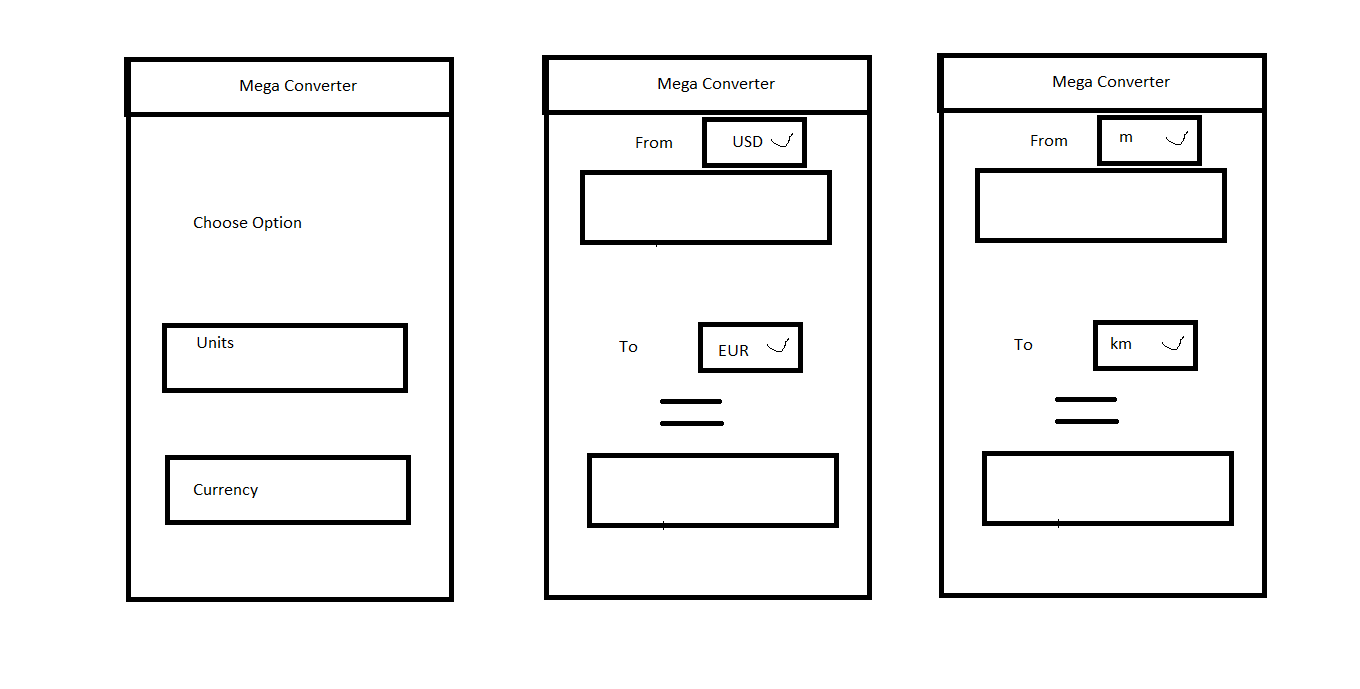 Mega Converter
Choose Option
Units
Currency
Mega Converter
From
USD
To
EUR
Mega Converter
From
m
To
km